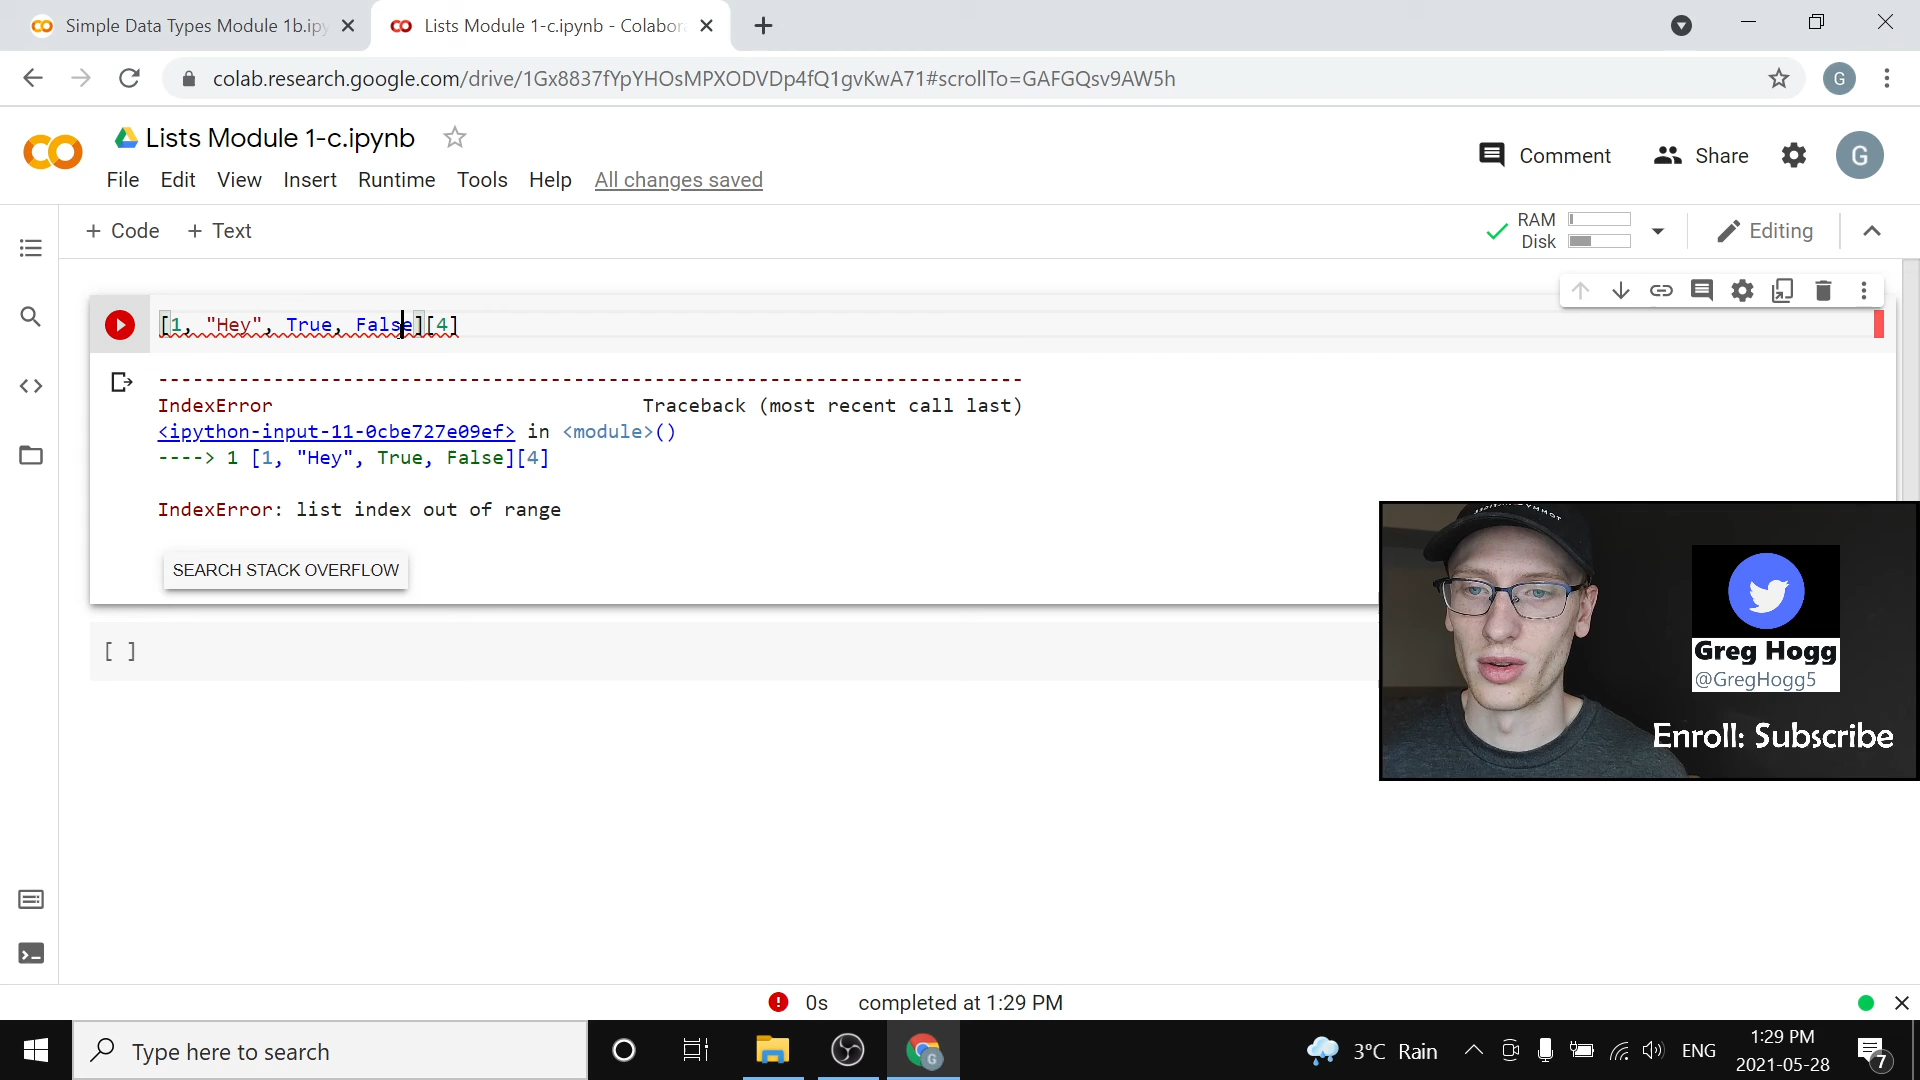 Simple Data Types Module 1b.ipy
Lists Module 1-c.ipynb - Colabora
colab.research.google.com/drive/1Gx8837fYpYHOsMPXODVDp4fQ1gvKwA71#scrollTo=GAFGQsv9AW5h
G
Lists Module 1-c.ipynb
Comment
Share
G
File Edit View Insert Runtime Tools Help All changes saved
+ Code + Text
RAM
Disk
Editing
[1, "Hey", True, False][4]
---------------------------------------------------------------------------
IndexError Traceback (most recent call last)
<ipython-input-11-0cbe727e09ef> in <module>()
----> 1 [1, "Hey", True, False][4]
IndexError: list index out of range
SEARCH STACK OVERFLOW
[ ]
Greg Hogg
@GregHogg5
Enroll: Subscribe
0s completed at 1:29 PM
Type here to search
G
3°C Rain
ENG
1:29 PM
2021-05-28
7